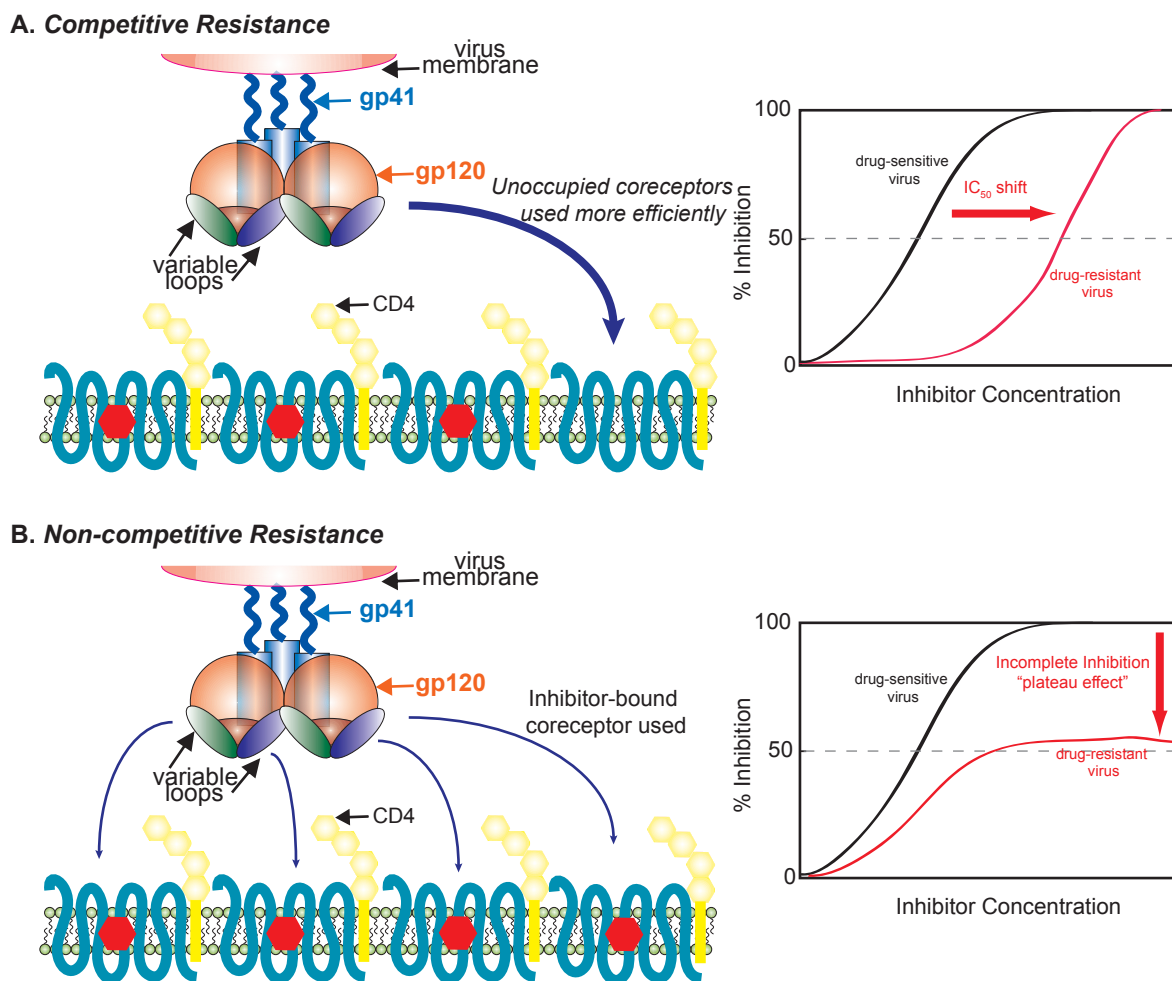 A. Competitive Resistance
virus
membrane
gp41
gp120
Unoccupied coreceptors
used more efficiently
variable
loops
CD4
100
50
0
% Inhibition
drug-sensitive
virus
IC50 shift
drug-resistant
virus
Inhibitor Concentration
B. Non-competitive Resistance
virus
membrane
gp41
gp120
Inhibitor-bound
coreceptor used
variable
loops
CD4
100
50
0
% Inhibition
drug-sensitive
virus
Incomplete Inhibition
“plateau effect”
drug-resistant
virus
Inhibitor Concentration